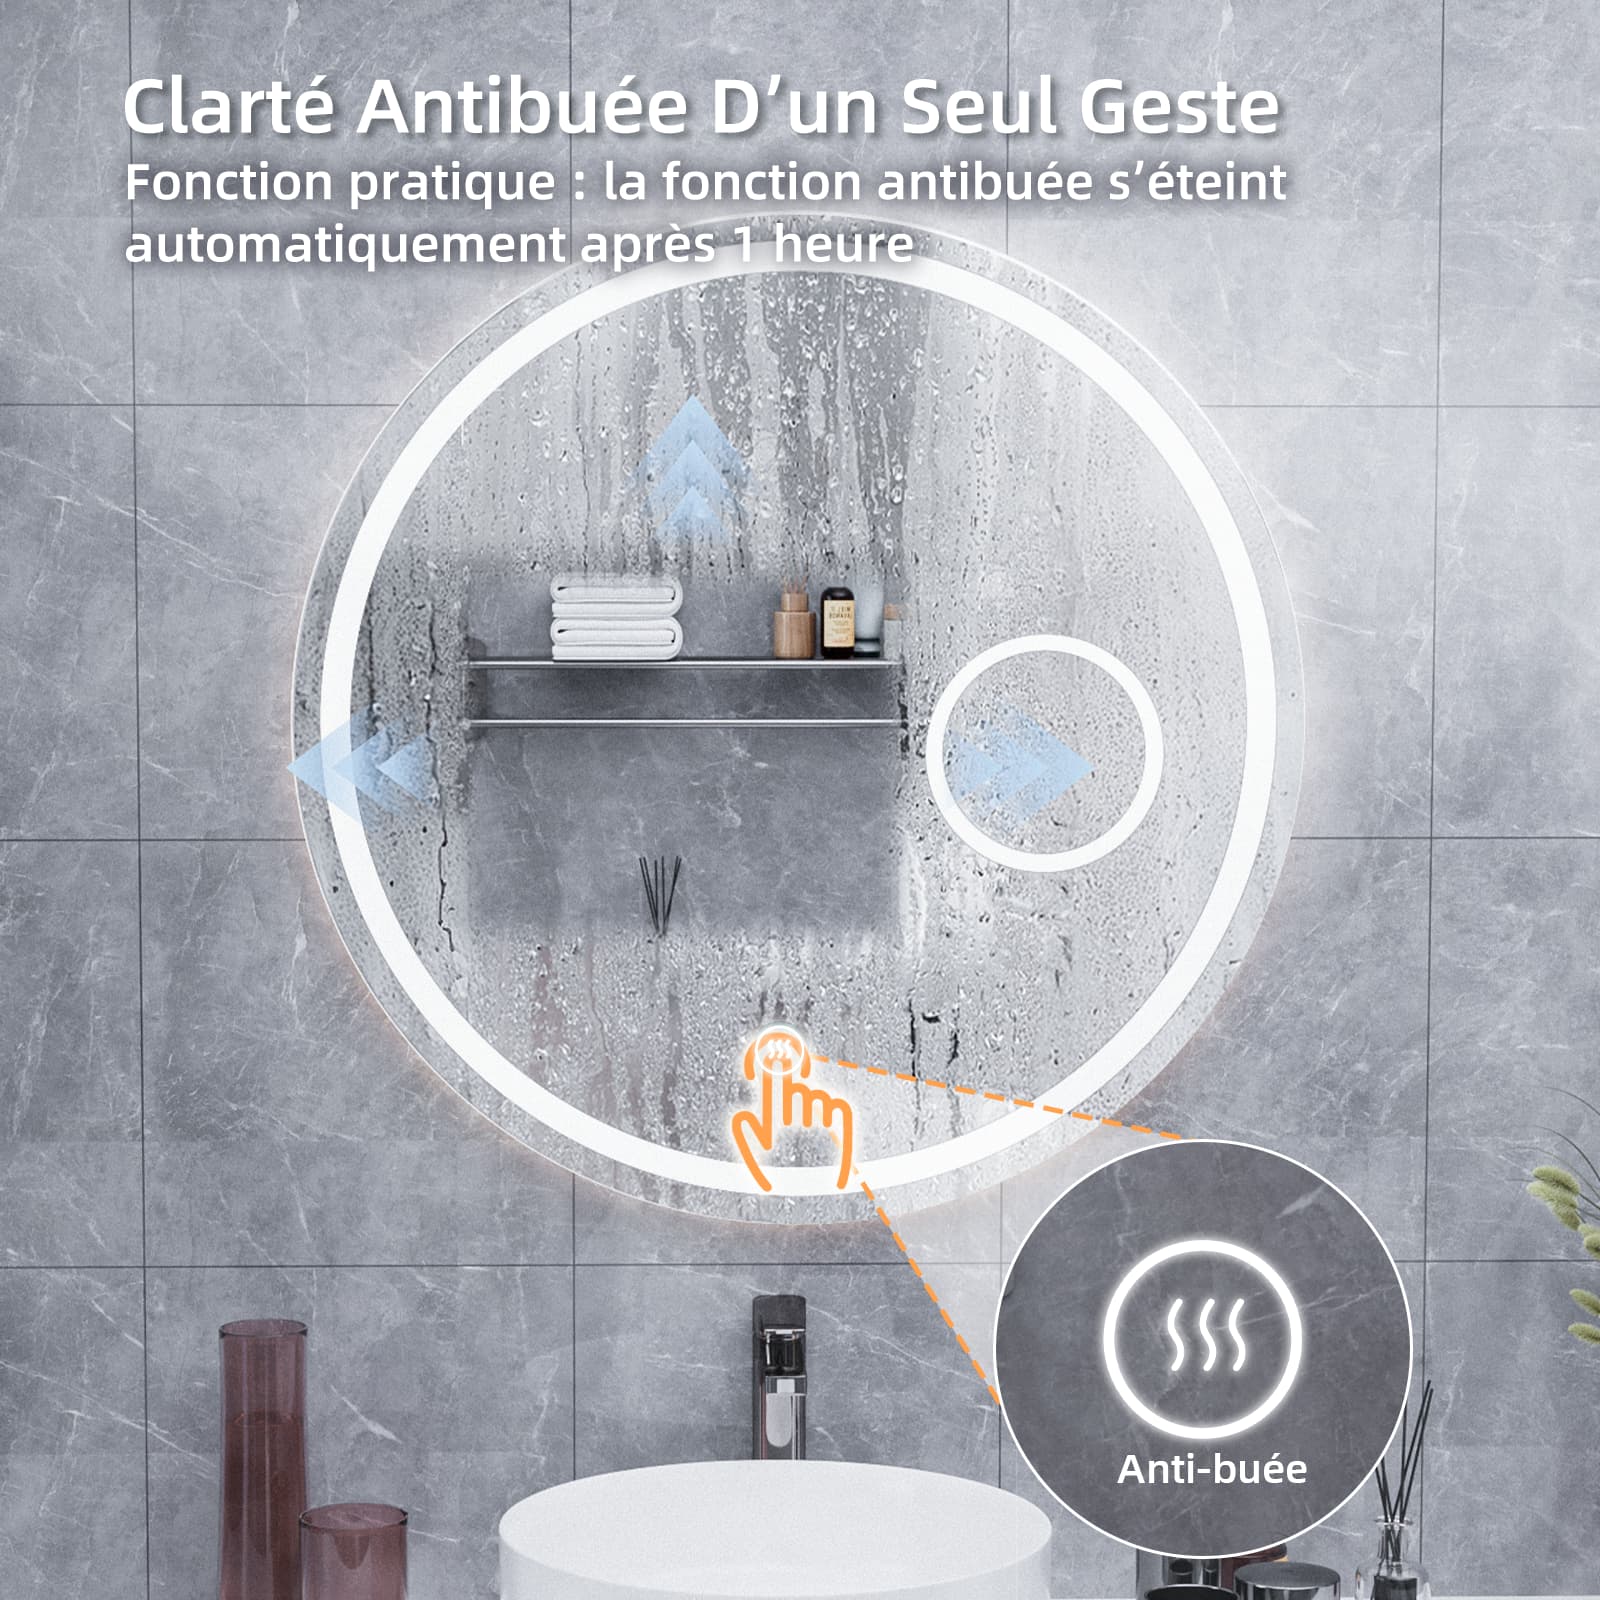 Clarté Antibuée D’un Seul Geste
Fonction pratique : la fonction antibuée s’éteint
automatiquement après 1 heure
Anti-buée